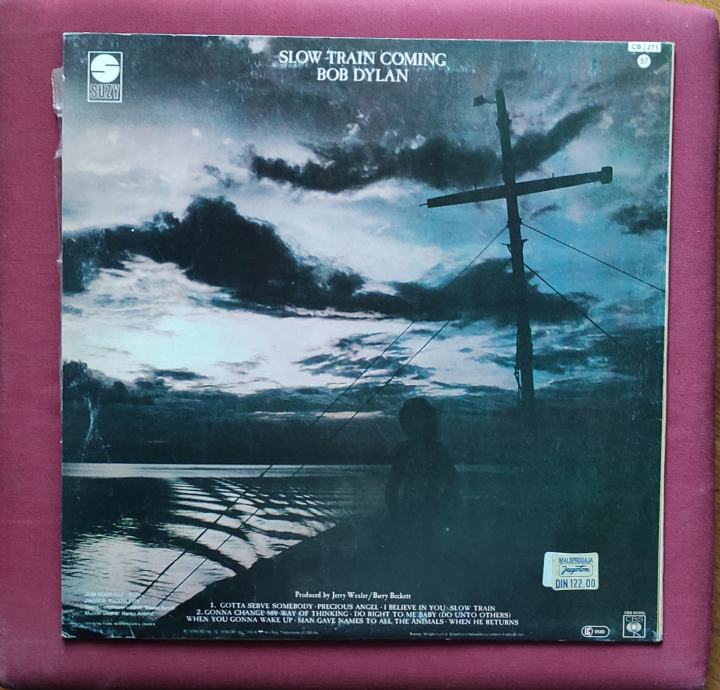 SUZY
SLOW TRAIN COMING
BOB DYLAN
CB 271
57
MALOPRODAJA
Jugoton
DIN 122,00
Produced by Jerry Wexler/Barry Beckett
1. GOTTA SERVE SOMEBODY · PRECIOUS ANGEL · I BELIEVE IN YOU · SLOW TRAIN
2. GONNA CHANGE MY WAY OF THINKING · DO RIGHT TO ME BABY (DO UNTO OTHERS)
WHEN YOU GONNA WAKE UP · MAN GAVE NAMES TO ALL THE ANIMALS · WHEN HE RETURNS
CBS